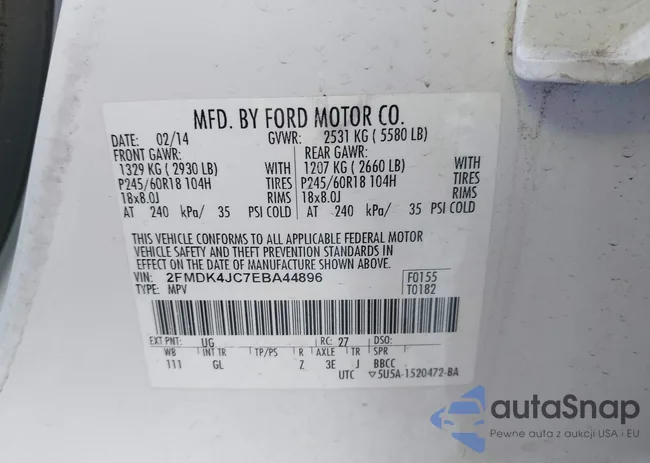 MFD. BY FORD MOTOR CO.
DATE: 02/14 GVWR: 2531 KG ( 5580 LB)
FRONT GAWR: REAR GAWR:
1329 KG ( 2930 LB) WITH 1207 KG ( 2660 LB) WITH
P245/60R18 104H TIRES P245/60R18 104H TIRES
18x8.0J RIMS 18x8.0J RIMS
AT 240 kPa/ 35 PSI COLD AT 240 kPa/ 35 PSI COLD
THIS VEHICLE CONFORMS TO ALL APPLICABLE FEDERAL MOTOR
VEHICLE SAFETY AND THEFT PREVENTION STANDARDS IN
EFFECT ON THE DATE OF MANUFACTURE SHOWN ABOVE.
VIN: 2FMDK4JC7EBA44896 F0155
TYPE: MPV T0182
EXT PNT: UG RC: 27 DSO:
WB INT TR TP/PS R AXLE TR SPR
111 GL Z 3E J BBCC
UTC ▽5U5A-1520472-BA
autaSnap
Pewne auta z aukcji USA i EU